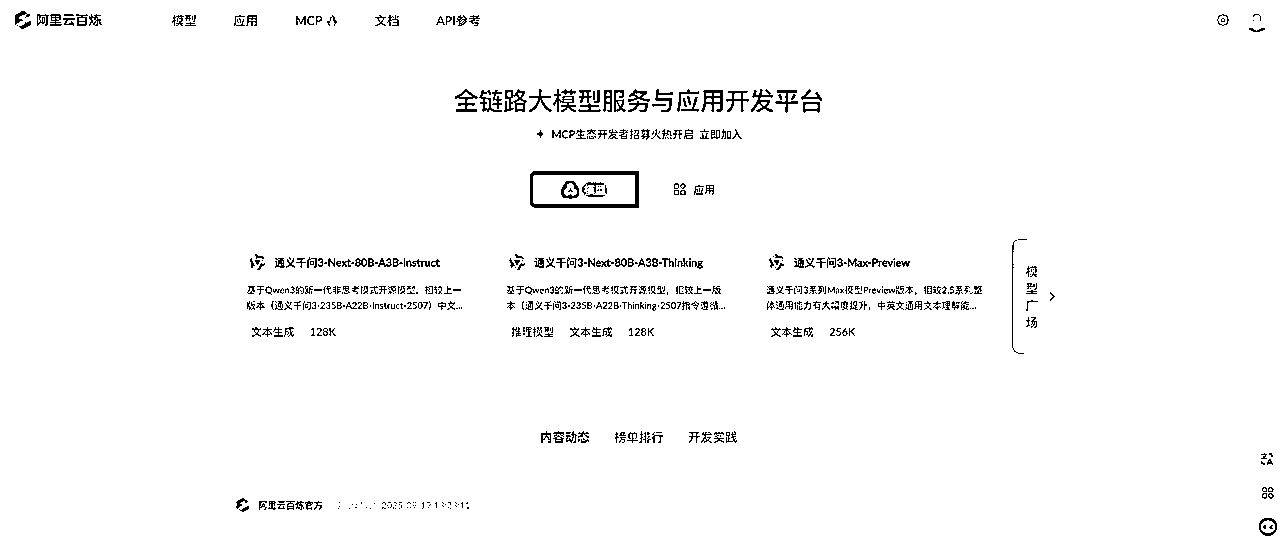 阿里云百炼 模型 应用 MCP 文档 API参考
全链路大模型服务与应用开发平台
MCP生态开发者招募火热开启 立即加入
模型 应用
通义千问3-Next-80B-A3B-Instruct
基于Qwen3的新一代非思考模式开源模型，相较上一
版本（通义千问3-235B-A22B-Instruct-2507）中文...
文本生成 128K
通义千问3-Next-80B-A3B-Thinking
基于Qwen3的新一代思考模式开源模型，相较上一版
本（通义千问3-235B-A22B-Thinking-2507指令遵循...
推理模型 文本生成 128K
通义千问3-Max-Preview
通义千问3系列Max模型Preview版本，相较2.5系列整
体通用能力有大幅度提升，中英文通用文本理解能...
文本生成 256K
模型广场
内容动态 榜单排行 开发实践
阿里云百炼官方